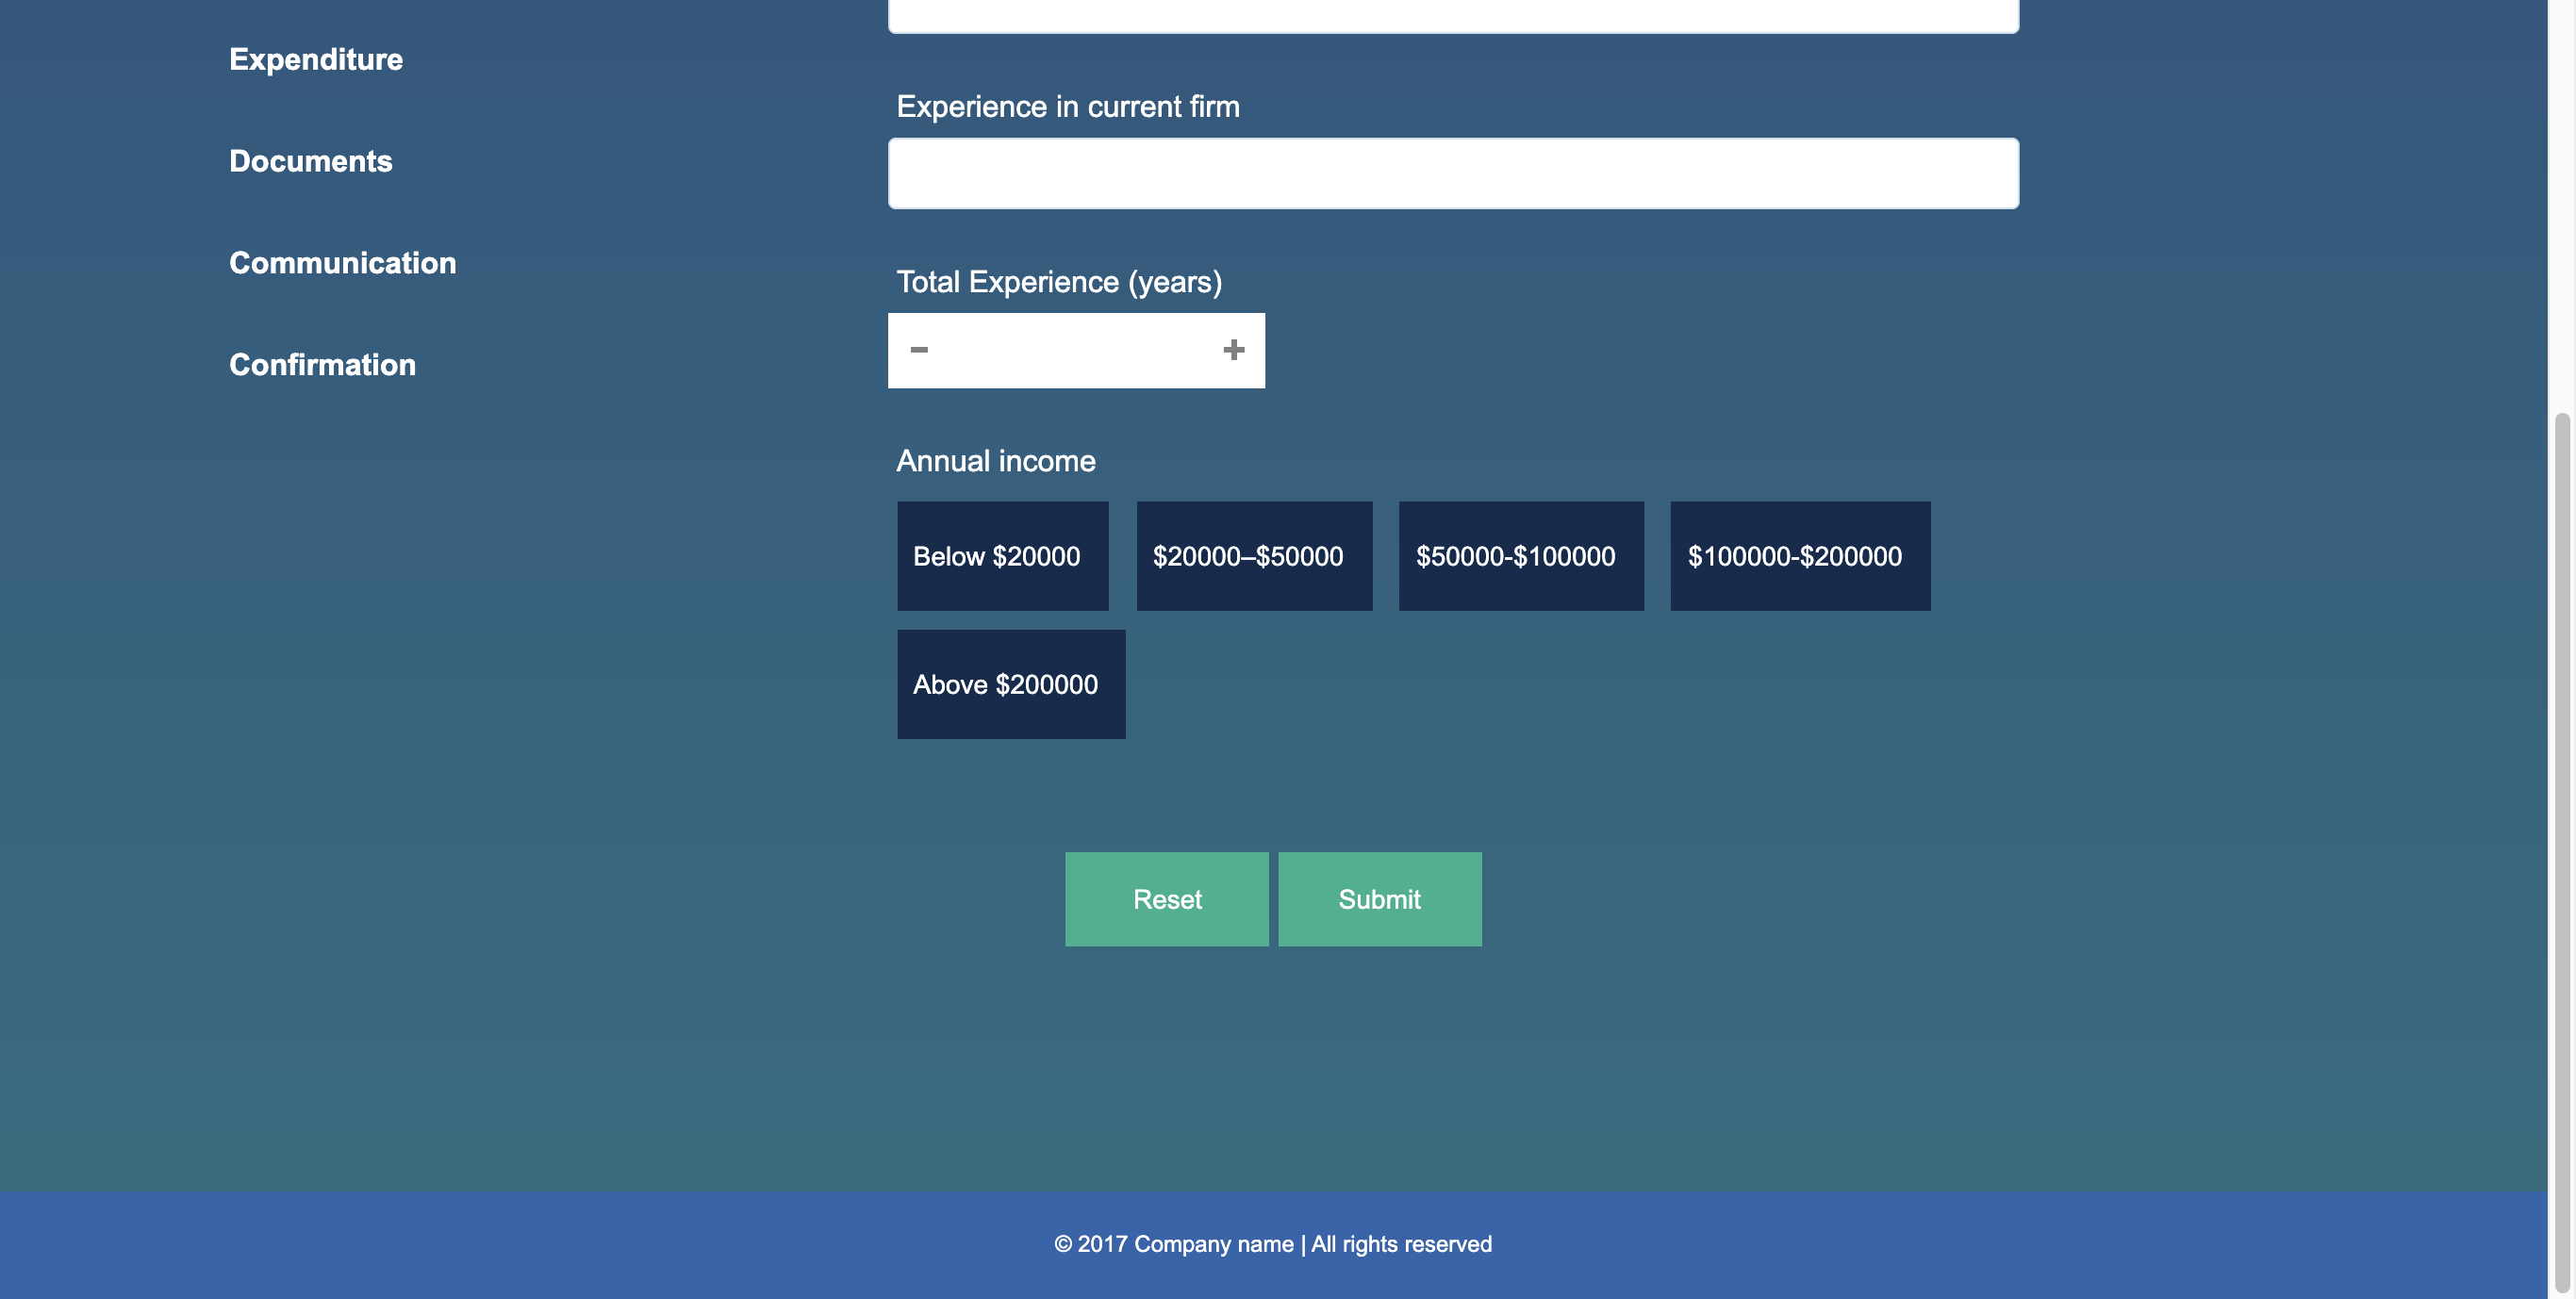 Expenditure
Documents
Communication
Confirmation
Experience in current firm
Total Experience (years)
Annual income
Below $20000
$20000–$50000
$50000-$100000
$100000-$200000
Above $200000
Reset
Submit
© 2017 Company name | All rights reserved